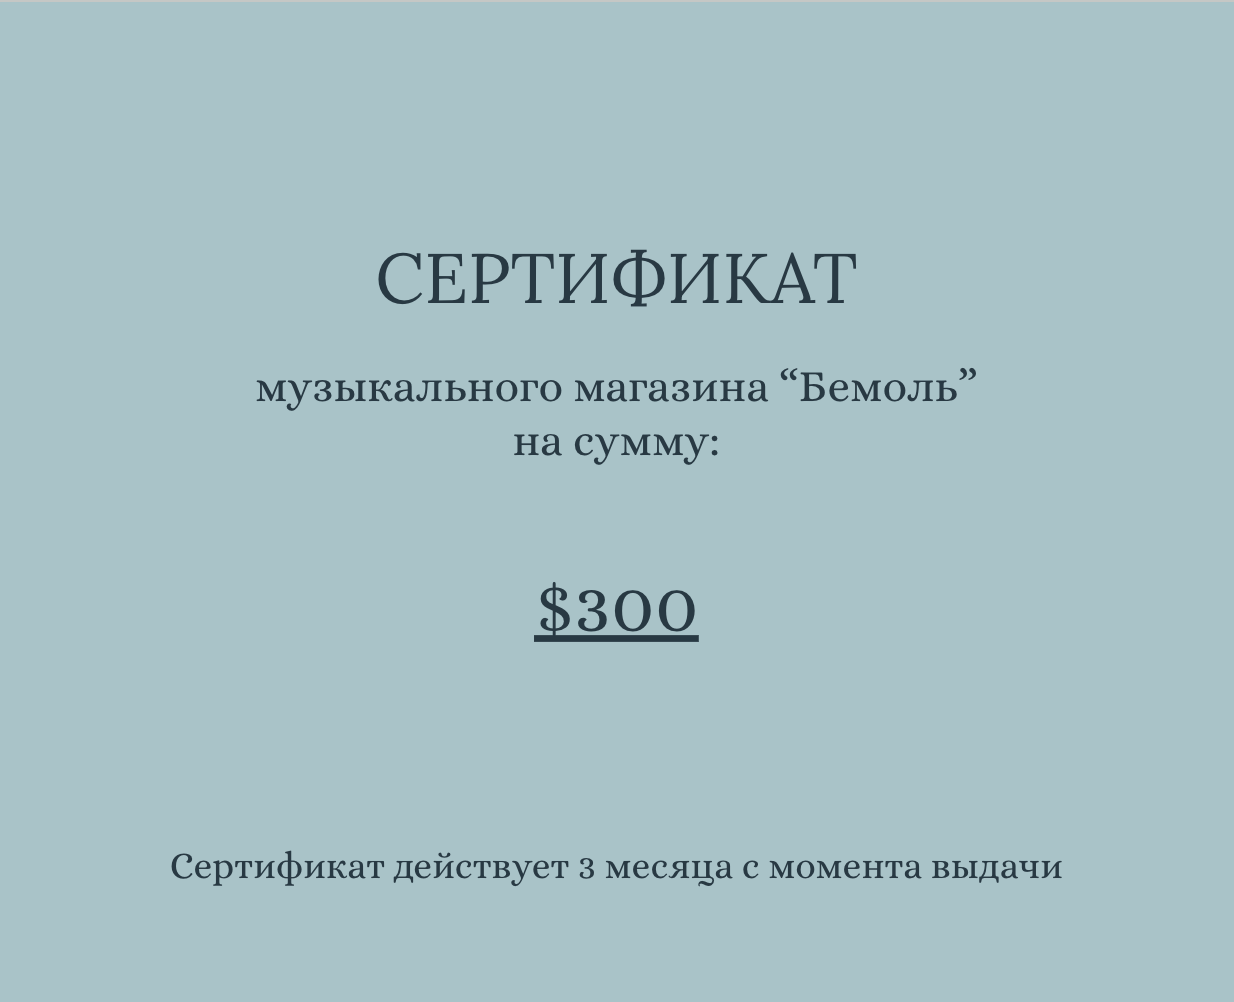 СЕРТИФИКАТ
музыкального магазина “Бемоль”
на сумму:
$300
Сертификат действует 3 месяца с момента выдачи